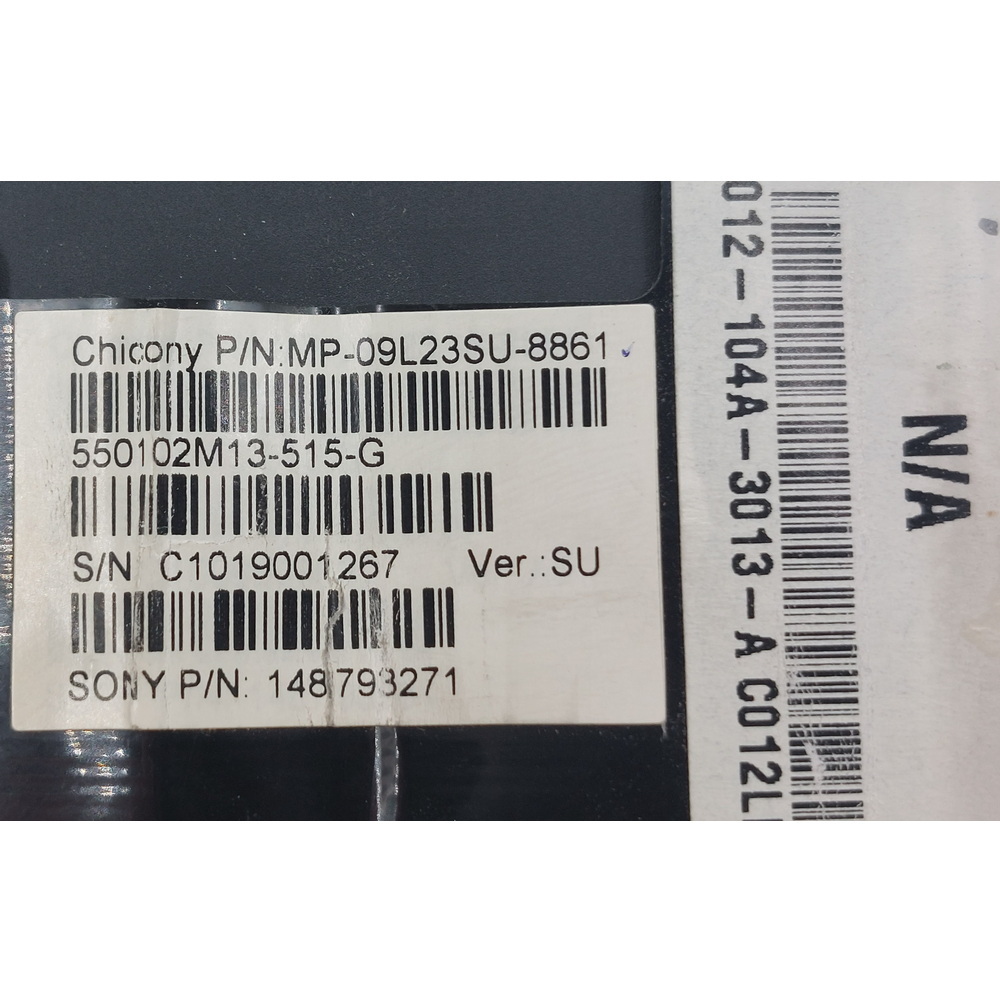 Chicony P/N:MP-09L23SU-8861
550102M13-515-G
S/N C1019001267 Ver.:SU
SONY P/N: 148793271
012-104A-3013-A C012L
N/A